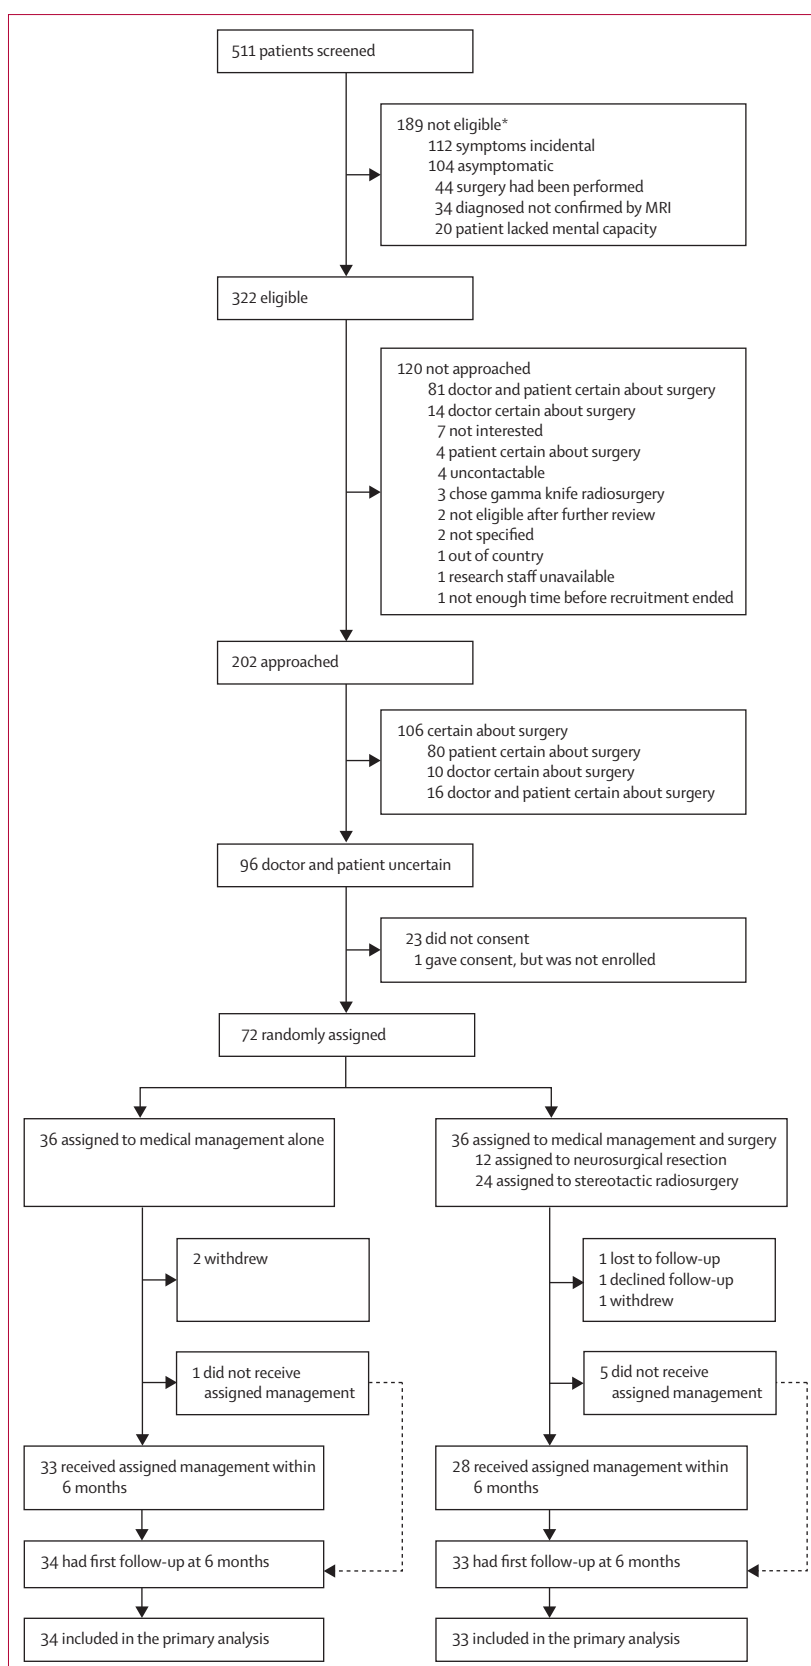 511 patients screened
189 not eligible*
112 symptoms incidental
104 asymptomatic
44 surgery had been performed
34 diagnosed not confirmed by MRI
20 patient lacked mental capacity
322 eligible
120 not approached
81 doctor and patient certain about surgery
14 doctor certain about surgery
7 not interested
4 patient certain about surgery
4 uncontactable
3 chose gamma knife radiosurgery
2 not eligible after further review
2 not specified
1 out of country
1 research staff unavailable
1 not enough time before recruitment ended
202 approached
106 certain about surgery
80 patient certain about surgery
10 doctor certain about surgery
16 doctor and patient certain about surgery
96 doctor and patient uncertain
23 did not consent
1 gave consent, but was not enrolled
72 randomly assigned
36 assigned to medical management alone
36 assigned to medical management and surgery
12 assigned to neurosurgical resection
24 assigned to stereotactic radiosurgery
2 withdrew
1 lost to follow-up
1 declined follow-up
1 withdrew
1 did not receive
assigned management
5 did not receive
assigned management
33 received assigned management within
6 months
28 received assigned management within
6 months
34 had first follow-up at 6 months
33 had first follow-up at 6 months
34 included in the primary analysis
33 included in the primary analysis